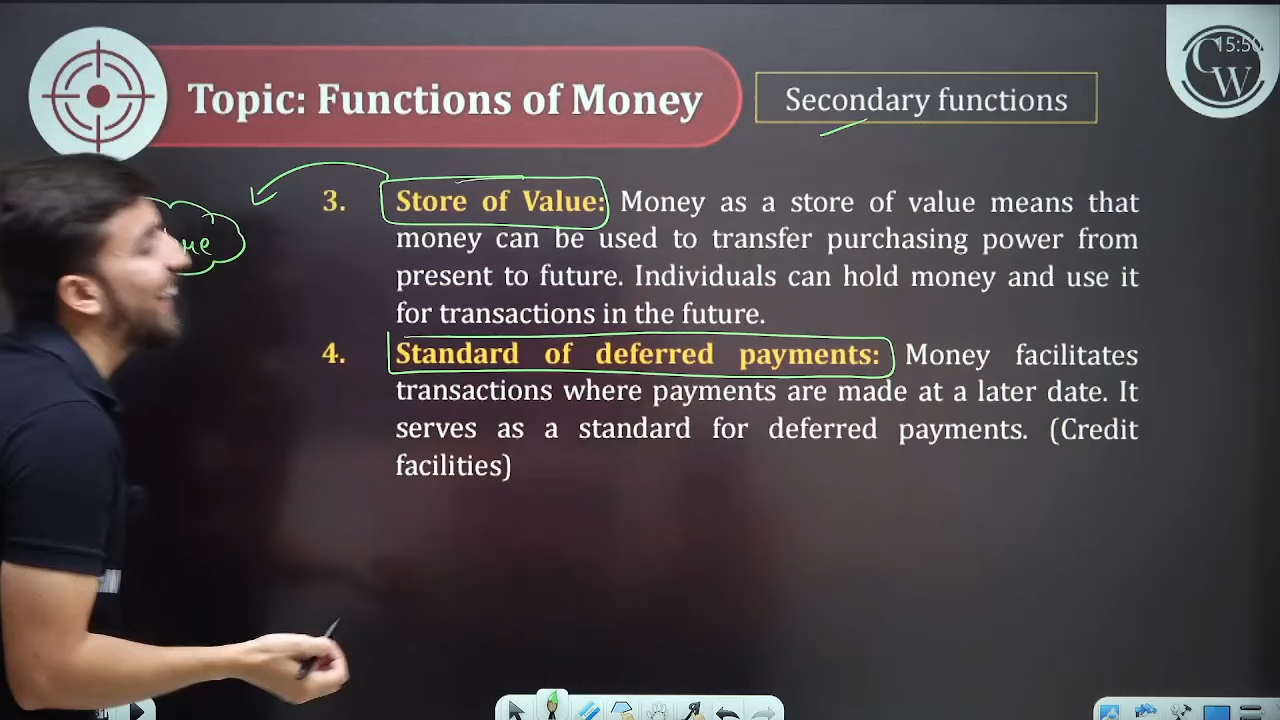 Topic: Functions of Money
Secondary functions
15:50
CW
3. Store of Value: Money as a store of value means that
money can be used to transfer purchasing power from
present to future. Individuals can hold money and use it
for transactions in the future.
4. Standard of deferred payments: Money facilitates
transactions where payments are made at a later date. It
serves as a standard for deferred payments. (Credit
facilities)